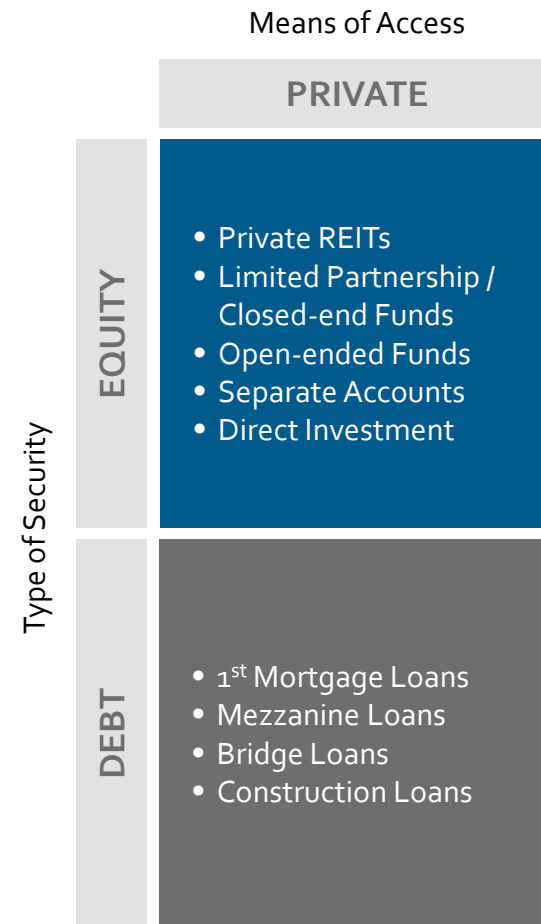 Means of Access
PRIVATE
Type of Security
EQUITY
• Private REITs
• Limited Partnership /
Closed-end Funds
• Open-ended Funds
• Separate Accounts
• Direct Investment
DEBT
• 1st Mortgage Loans
• Mezzanine Loans
• Bridge Loans
• Construction Loans